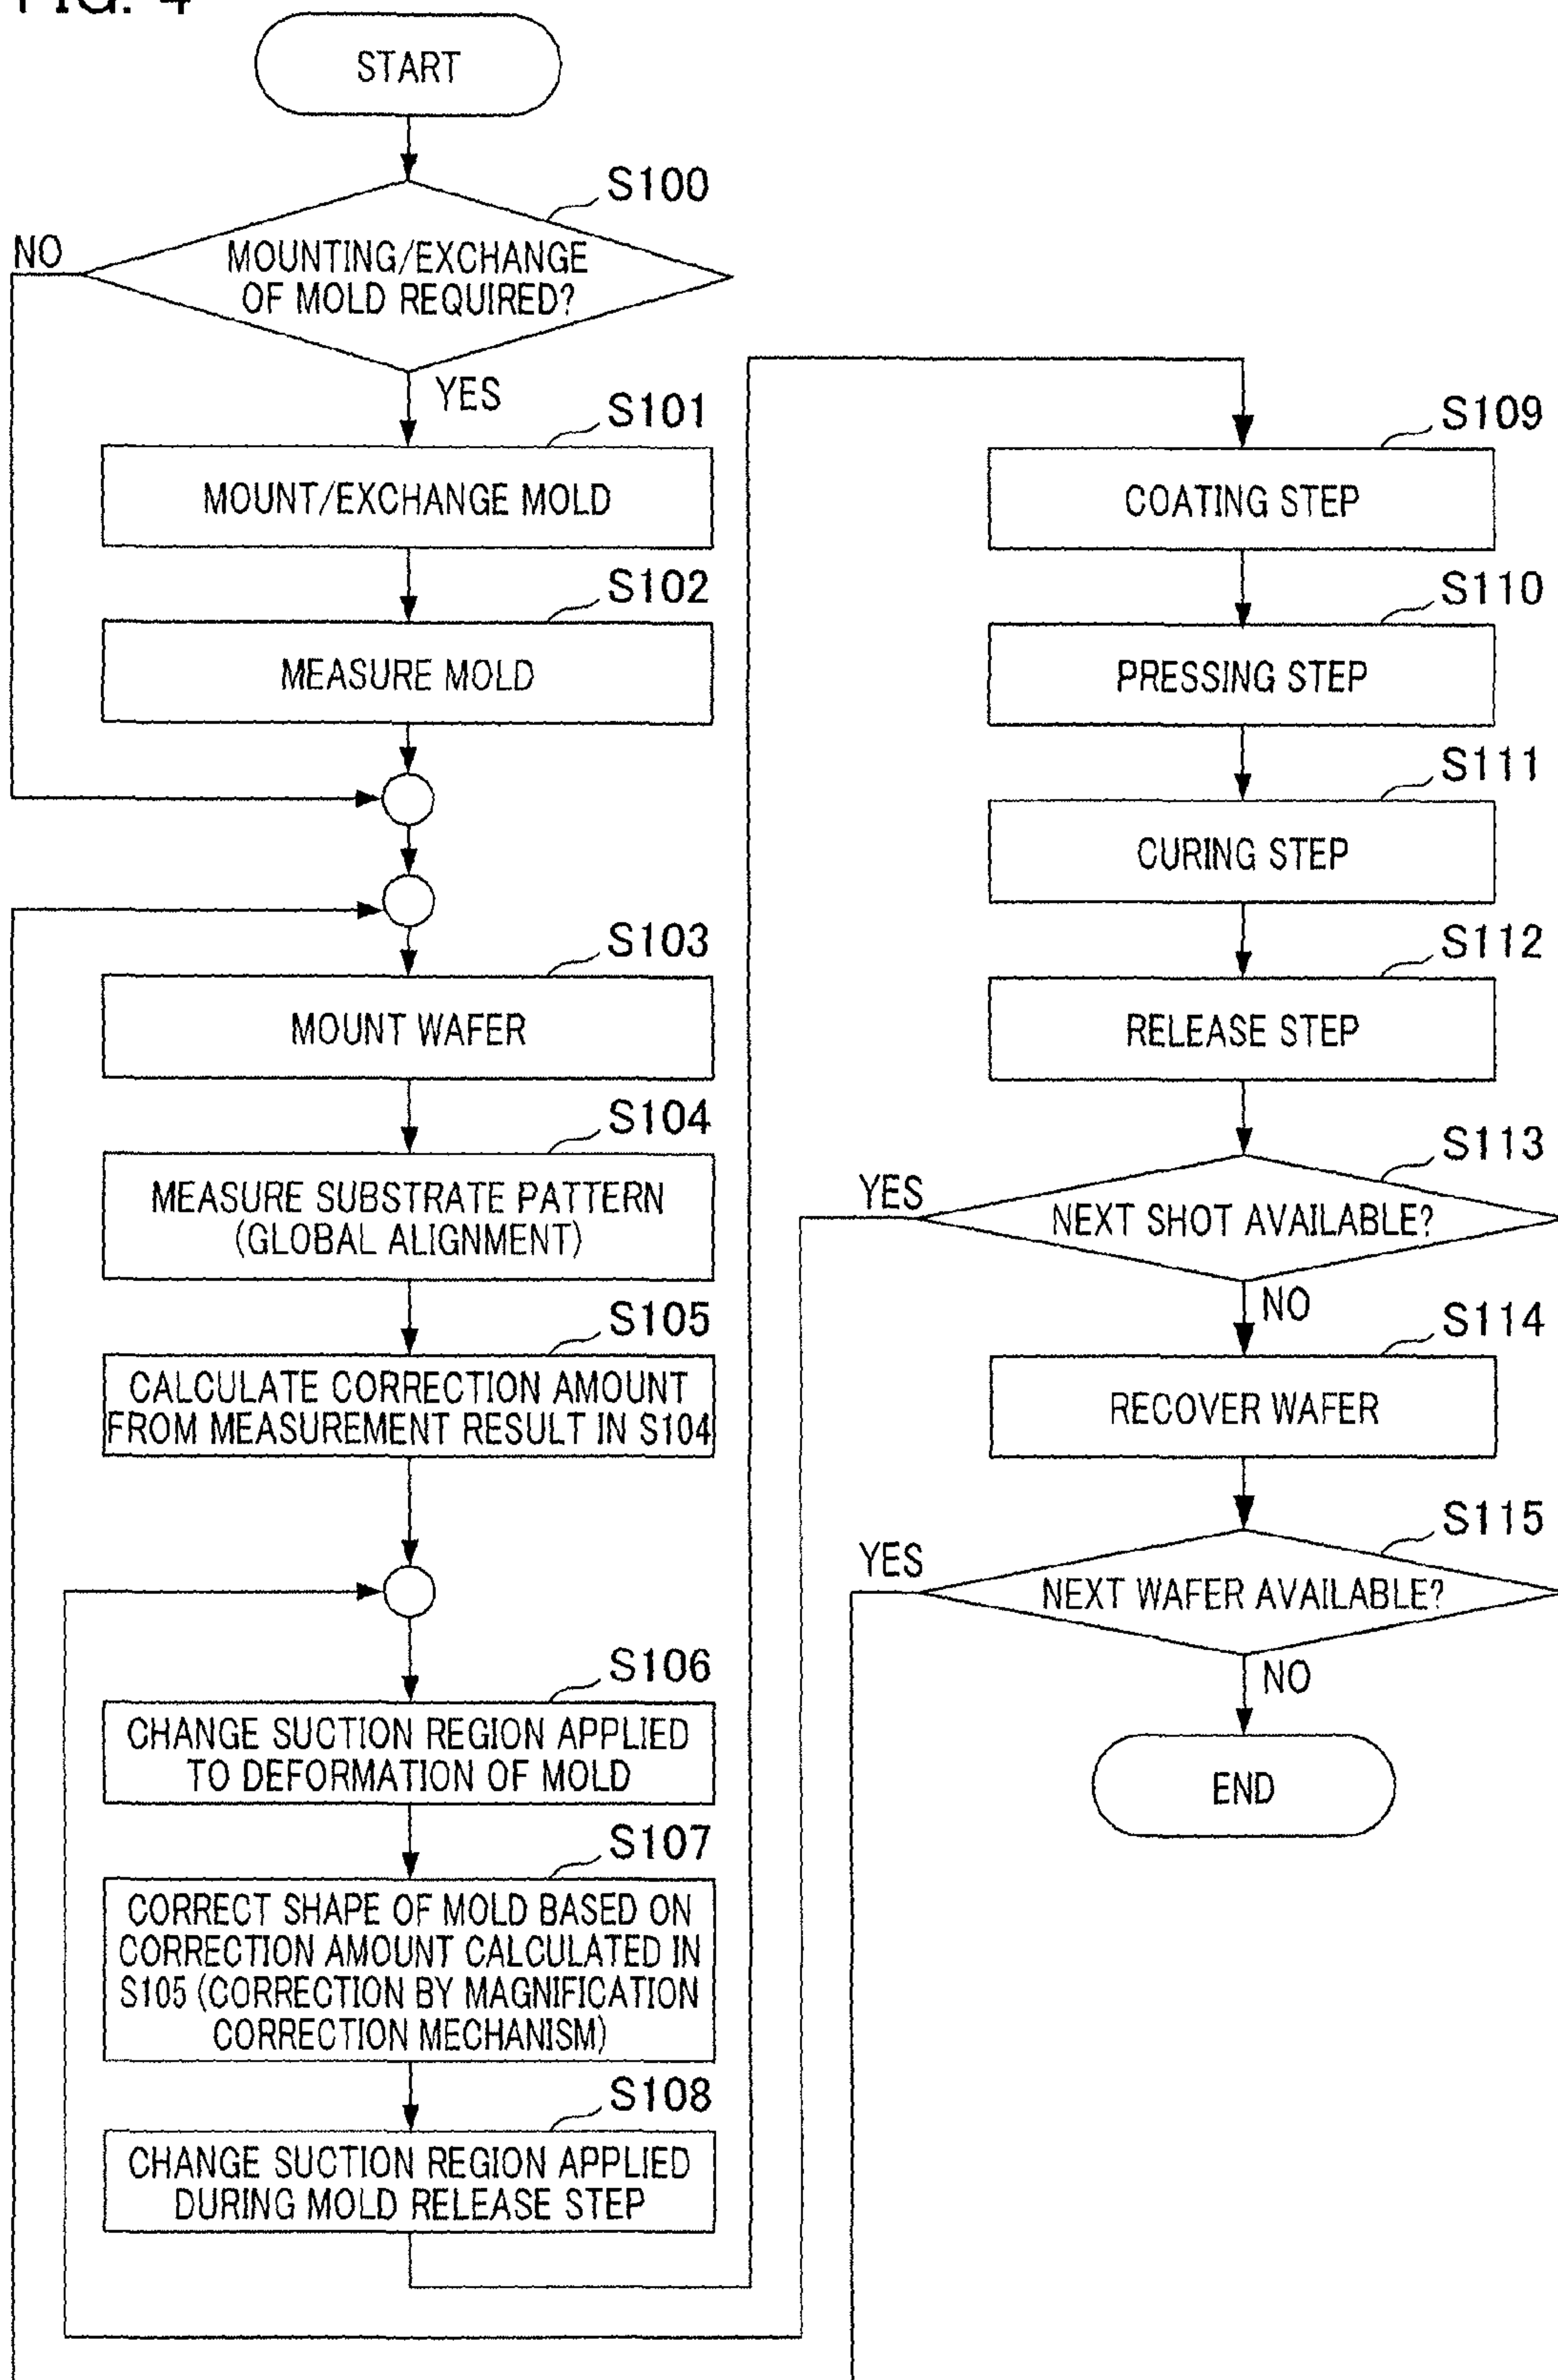 FIG. 4
START
S100
NO
MOUNTING/EXCHANGE
OF MOLD REQUIRED?
YES
S101
MOUNT/EXCHANGE MOLD
S102
MEASURE MOLD
S103
MOUNT WAFER
S104
MEASURE SUBSTRATE PATTERN
(GLOBAL ALIGNMENT)
S105
CALCULATE CORRECTION AMOUNT
FROM MEASUREMENT RESULT IN S104
S106
CHANGE SUCTION REGION APPLIED
TO DEFORMATION OF MOLD
S107
CORRECT SHAPE OF MOLD BASED ON
CORRECTION AMOUNT CALCULATED IN
S105 (CORRECTION BY MAGNIFICATION
CORRECTION MECHANISM)
S108
CHANGE SUCTION REGION APPLIED
DURING MOLD RELEASE STEP
S109
COATING STEP
S110
PRESSING STEP
S111
CURING STEP
S112
RELEASE STEP
S113
YES
NEXT SHOT AVAILABLE?
NO
S114
RECOVER WAFER
S115
YES
NEXT WAFER AVAILABLE?
NO
END